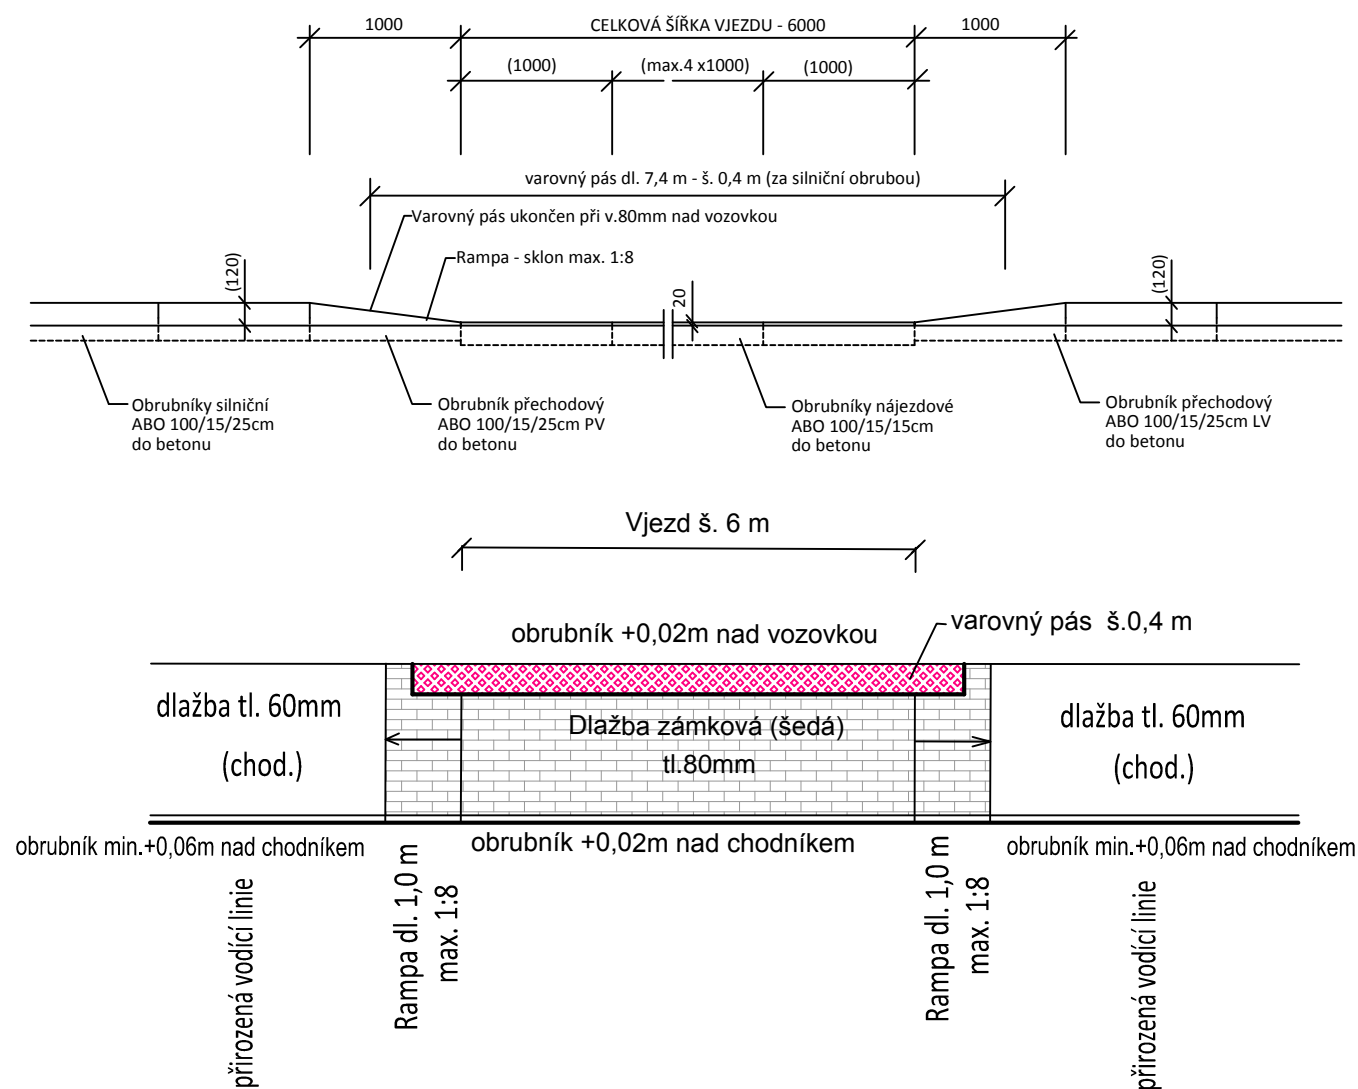 1000
CELKOVÁ ŠÍŘKA VJEZDU - 6000
1000
(1000)
(max.4 x1000)
(1000)
varovný pás dl. 7,4 m - š. 0,4 m (za silniční obrubou)
Varovný pás ukončen při v.80mm nad vozovkou
Rampa - sklon max. 1:8
(120)
20
(120)
Obrubníky silniční
ABO 100/15/25cm
do betonu
Obrubník přechodový
ABO 100/15/25cm PV
do betonu
Obrubníky nájezdové
ABO 100/15/15cm
do betonu
Obrubník přechodový
ABO 100/15/25cm LV
do betonu
Vjezd š. 6 m
obrubník +0,02m nad vozovkou
varovný pás š.0,4 m
dlažba tl. 60mm
(chod.)
Dlažba zámková (šedá)
tl.80mm
dlažba tl. 60mm
(chod.)
obrubník min.+0,06m nad chodníkem
obrubník +0,02m nad chodníkem
obrubník min.+0,06m nad chodníkem
přirozená vodící linie
Rampa dl. 1,0 m
max. 1:8
Rampa dl. 1,0 m
max. 1:8
přirozená vodící linie